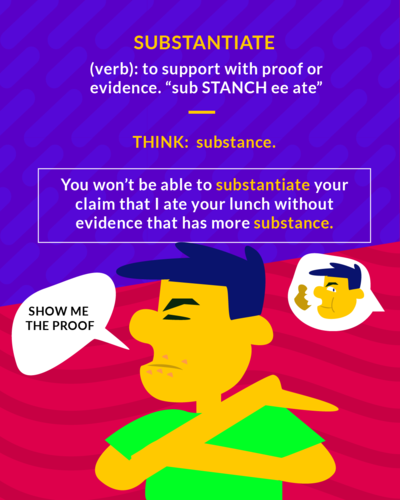 SUBSTANTIATE
(verb): to support with proof or
evidence. “sub STANCH ee ate”
THINK: substance.
You won’t be able to substantiate your
claim that I ate your lunch without
evidence that has more substance.
SHOW ME
THE PROOF